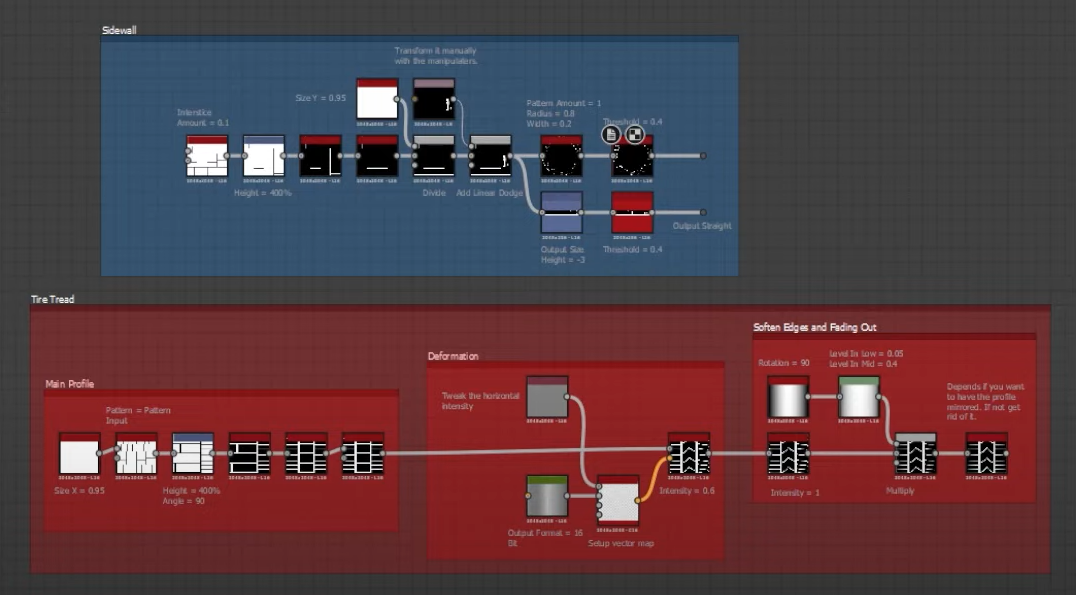 Sidewall
Transform it manually
with the manipulators.
Size Y = 0.95
Pattern Amount = 1
Radius = 0.8
Width = 0.2
Interstice
Amount = 0.1
Threshold = 0.4
Height = 400%
Divide
Add Linear Dodge
Output Straight
Output Size
Height = -3
Threshold = 0.4
Tire Tread
Soften Edges and Fading Out
Level In Low = 0.05
Level In Mid = 0.4
Rotation = 90
Deformation
Main Profile
Tweak the horizontal
intensity
Depends if you want
to have the profile
mirrored. If not get
rid of it.
Pattern = Pattern
Input
Size X = 0.95
Height = 400%
Angle = 90
Intensity = 0.6
Intensity = 1
Multiply
Output Format = 16
Bit
Setup vector map